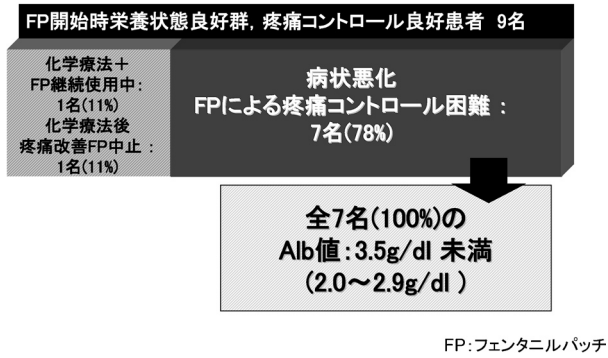 FP開始時栄養状態良好群，疼痛コントロール良好患者 9名
化学療法＋
FP継続使用中：
1名(11%)
化学療法後
疼痛改善FP中止：
1名(11%)
病状悪化
FPによる疼痛コントロール困難：
7名(78%)
全7名(100%)の
Alb値：3.5g/dl 未満
(2.0～2.9g/dl )
FP：フェンタニルパッチ